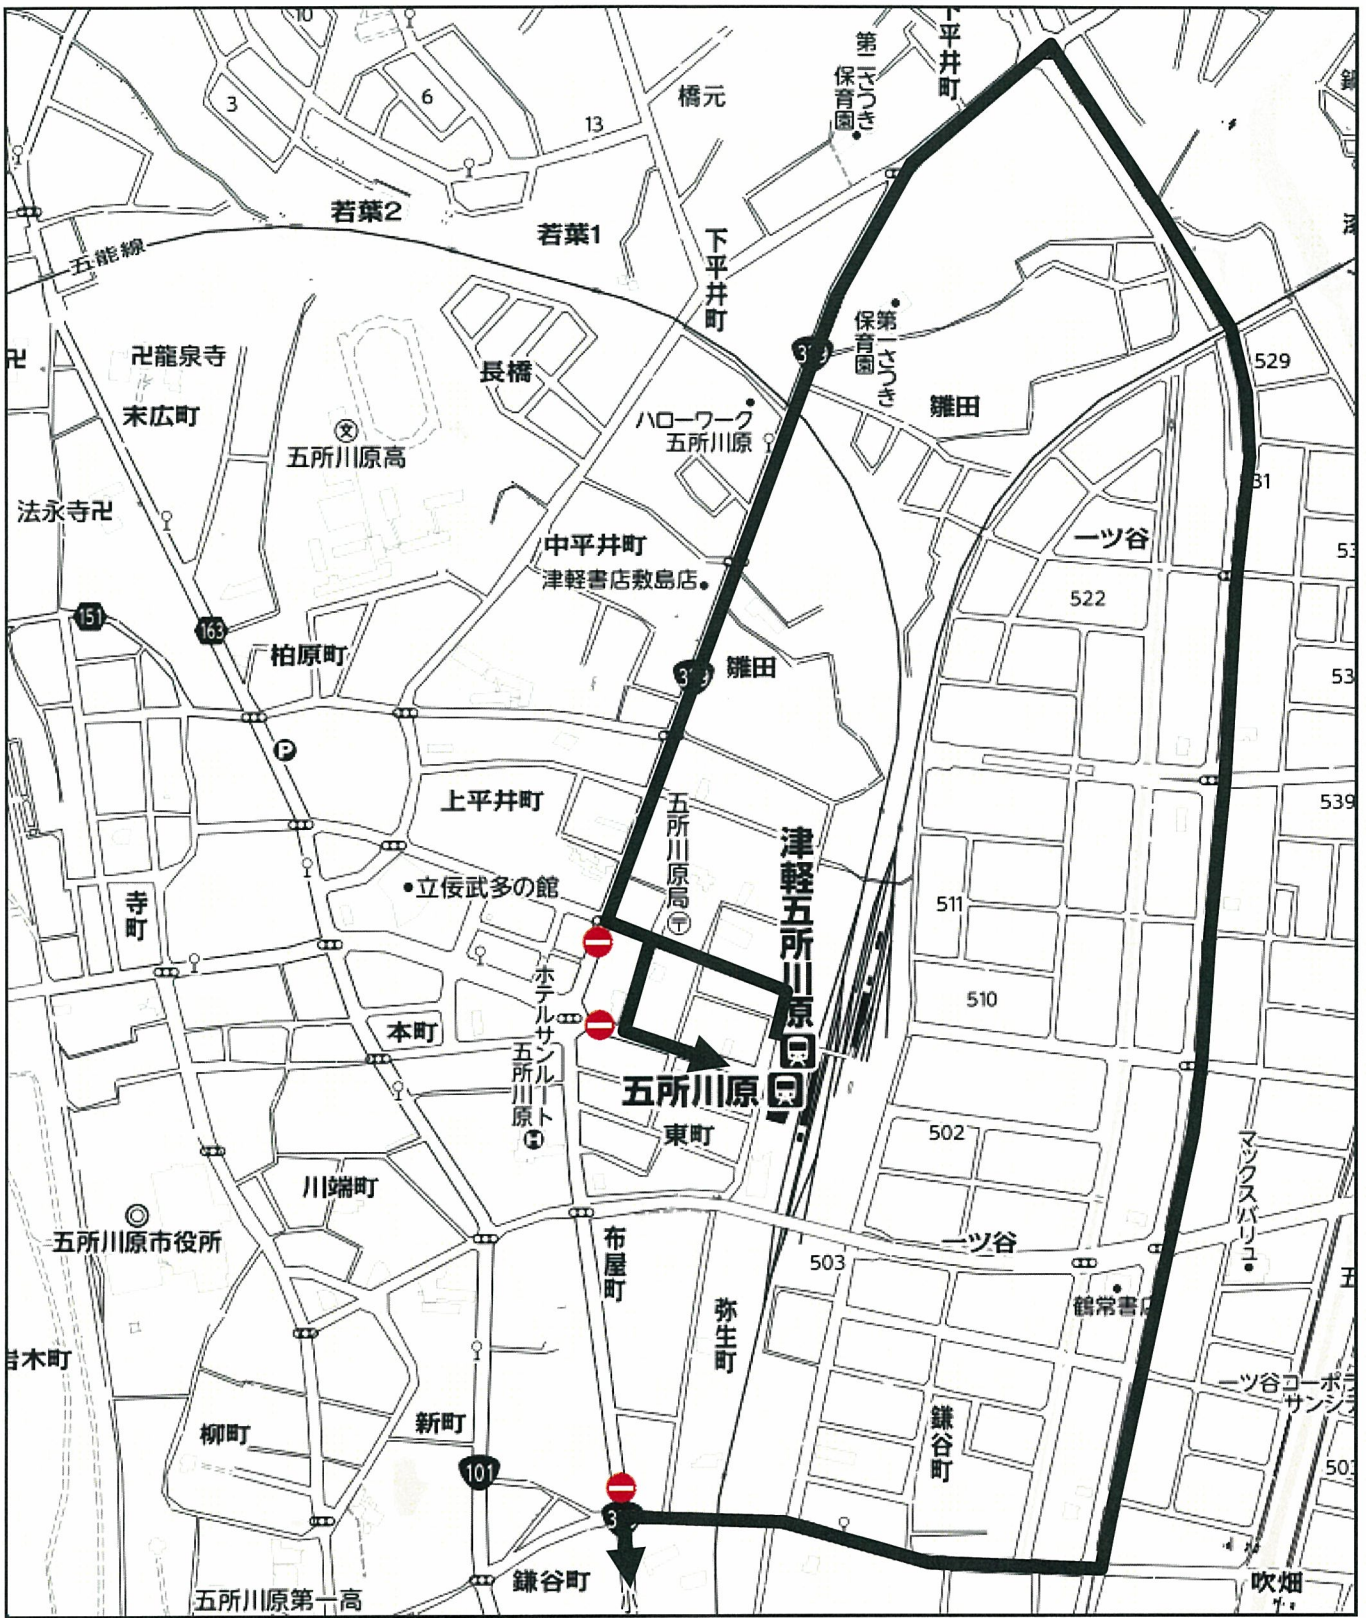 10
3
6
13
橋元
第二さつき
保育園
下平井町
若葉2
若葉1
五能線
下平井町
卍龍泉寺
末広町
長橋
第一さつき
保育園
529
雛田
ハローワーク
五所川原
文
五所川原高
法永寺卍
31
中平井町
津軽書店敷島店
一ツ谷
522
151
163
柏原町
雛田
P
上平井町
539
五所川原局
津軽五所川原
立佞武多の館
寺町
511
510
ホテルサンルート
五所川原
H
本町
五所川原
東町
502
マックスバリュ
川端町
五所川原市役所
布屋町
一ツ谷
503
弥生町
鶴常書店
岩木町
一ツ谷コーポラ
サンシ
柳町
新町
鎌谷町
101
503
鎌谷町
吹畑
五所川原第一高